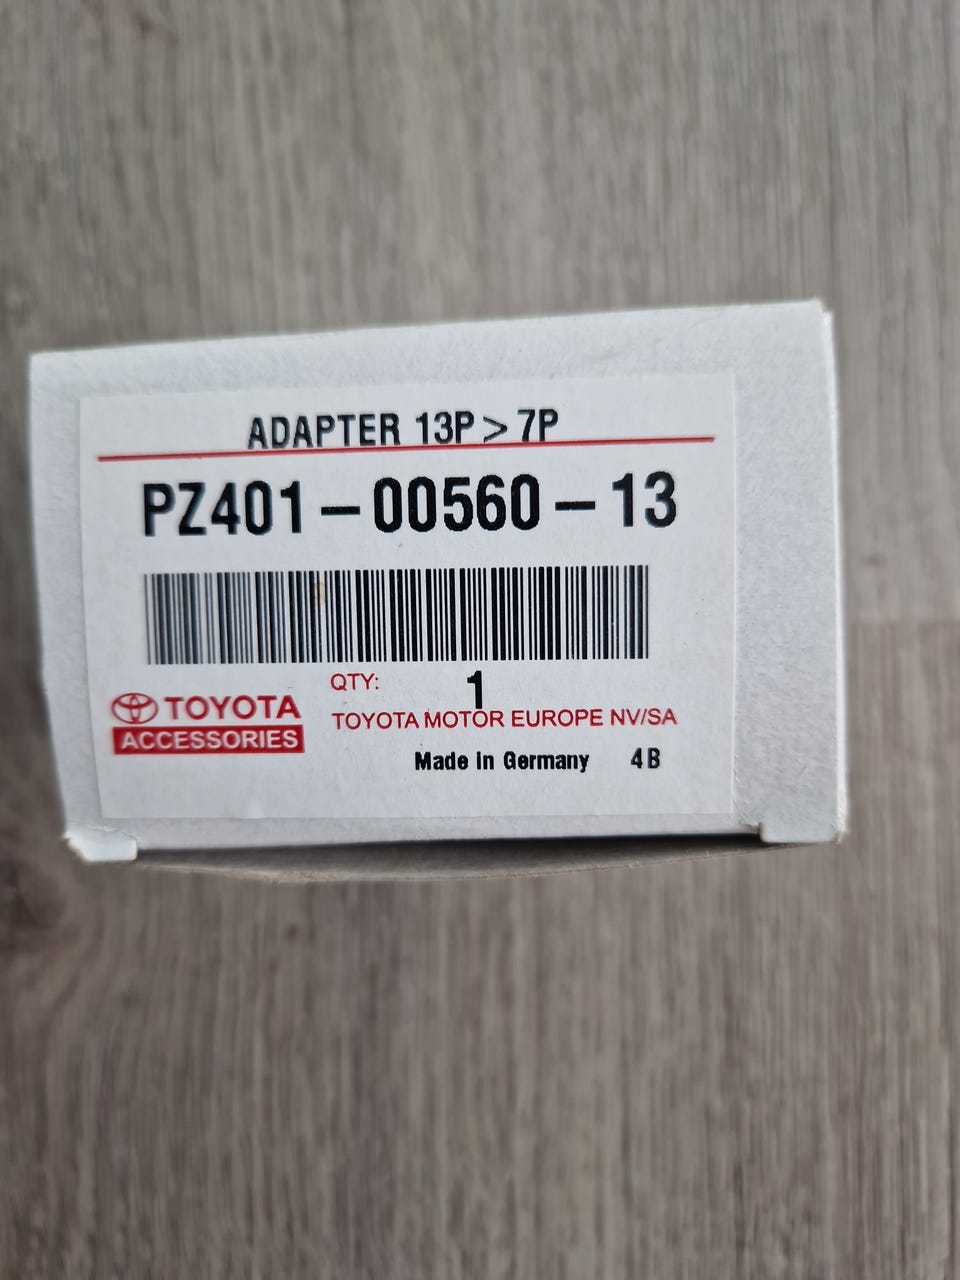 ADAPTER 13P > 7P
PZ401-00560-13
QTY: 1
TOYOTA
TOYOTA MOTOR EUROPE NV/SA
ACCESSORIES
Made in Germany 4B